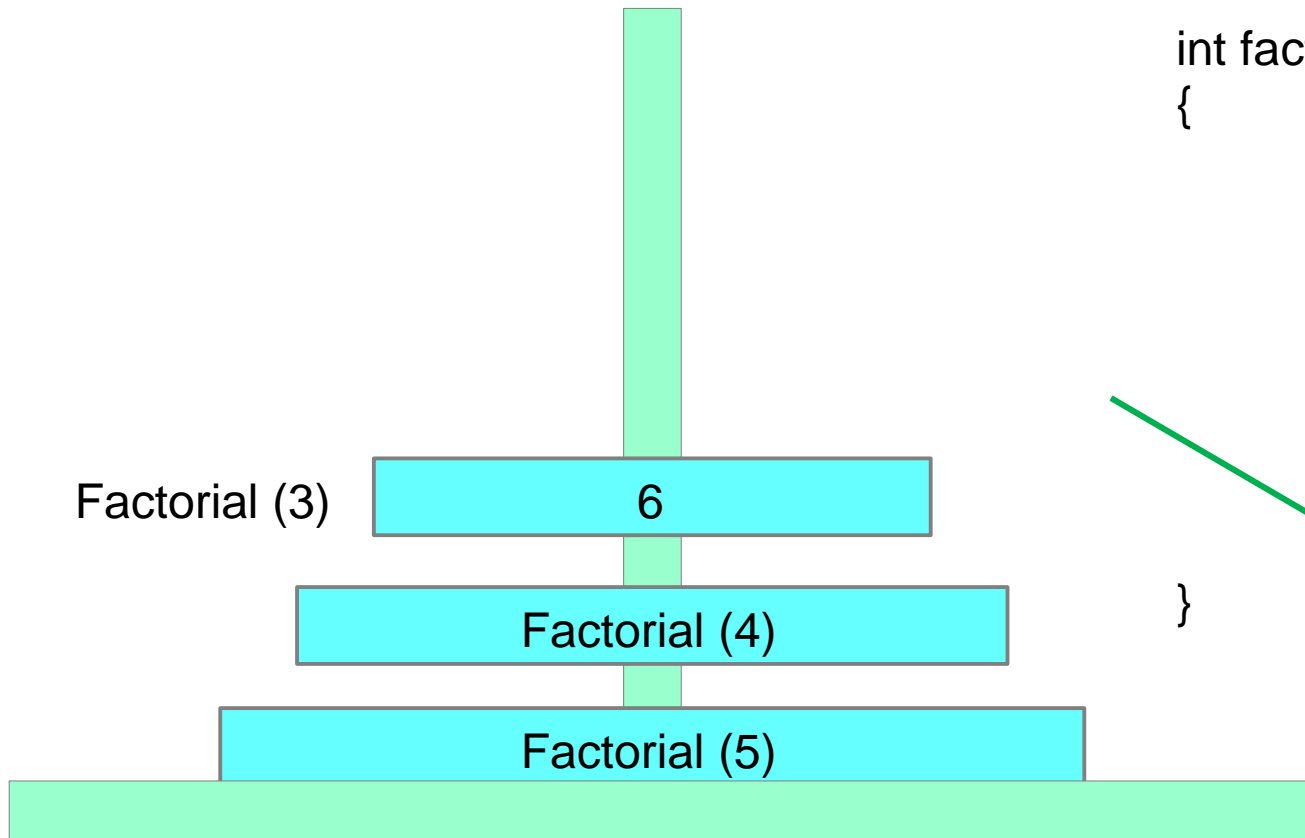 int fac
{
Factorial (3)
6
Factorial (4)
}
Factorial (5)